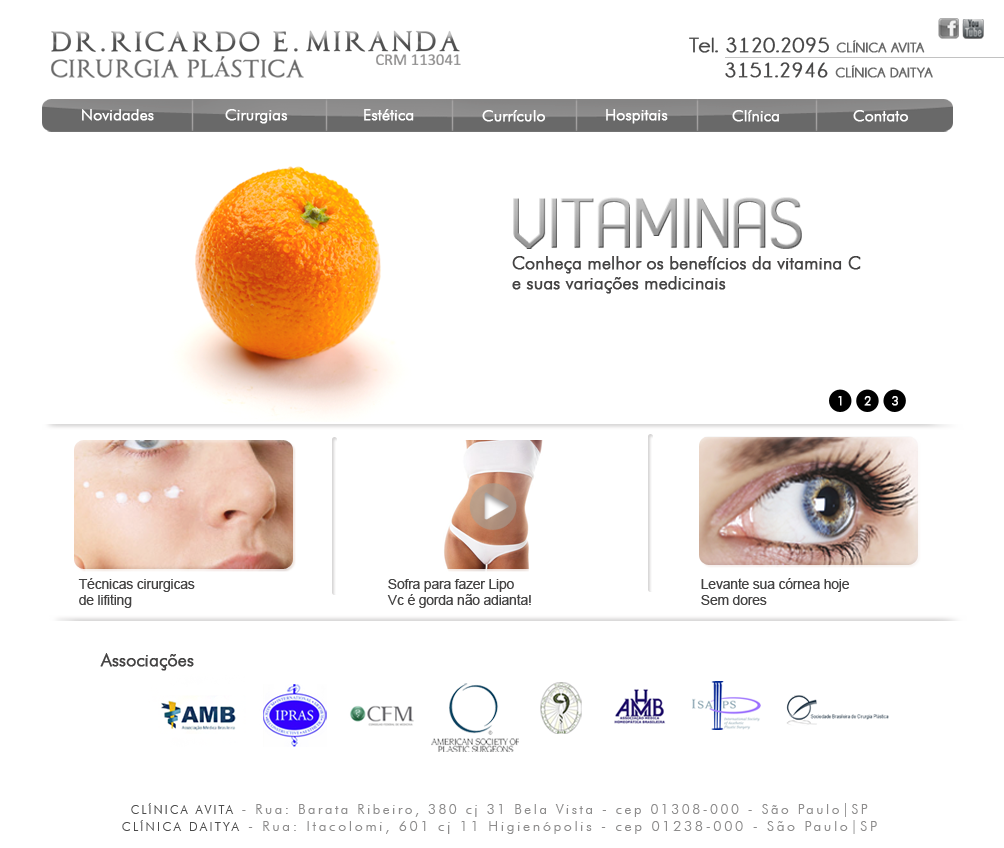 DR. RICARDO E. MIRANDA
CIRURGIA PLÁSTICA
CRM 113041
Tel. 3120.2095 CLÍNICA AVITA
3151.2946 CLÍNICA DAITYA
You
Tube
Novidades
Cirurgias
Estética
Currículo
Hospitais
Clínica
Contato
VITAMINAS
Conheça melhor os benefícios da vitamina C
e suas variações medicinais
1 2 3
Técnicas cirurgicas
de lifiting
Sofra para fazer Lipo
Vc é gorda não adianta!
Levante sua córnea hoje
Sem dores
Associações
AMB
Associação Médica Brasileira
IPRAS
CFM
AMERICAN SOCIETY OF
PLASTIC SURGEONS
AMHB
ASSOCIAÇÃO MÉDICA
HOMEOPÁTICA BRASILEIRA
ISAPS
International Society
of Aesthetic
Plastic Surgery
Sociedade Brasileira de Cirurgia Plástica
CLÍNICA AVITA - Rua: Barata Ribeiro, 380 cj 31 Bela Vista - cep 01308-000 - São Paulo|SP
CLÍNICA DAITYA - Rua: Itacolomi, 601 cj 11 Higienópolis - cep 01238-000 - São Paulo|SP